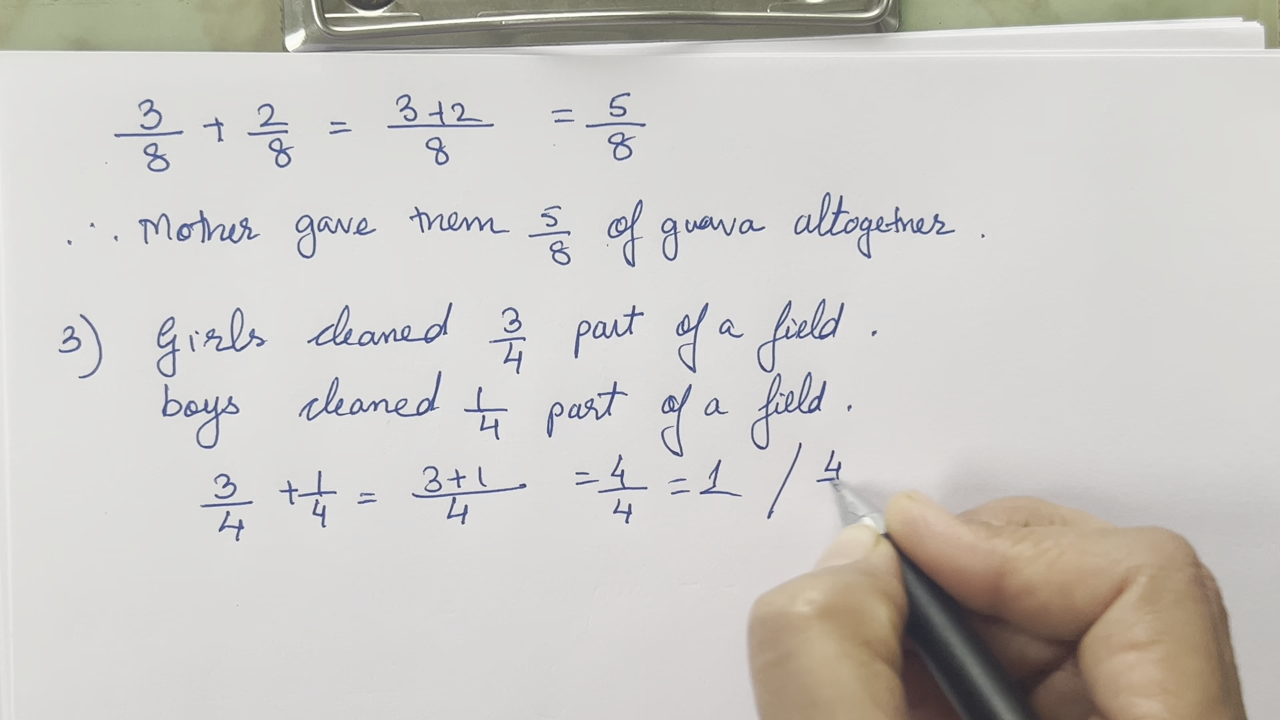 3/8 + 2/8 = 3+2/8 = 5/8
∴ Mother gave them 5/8 of guava altogether.
3) Girls cleaned 3/4 part of a field.
boys cleaned 1/4 part of a field.
3/4 + 1/4 = 3+1/4 = 4/4 = 1 / 4